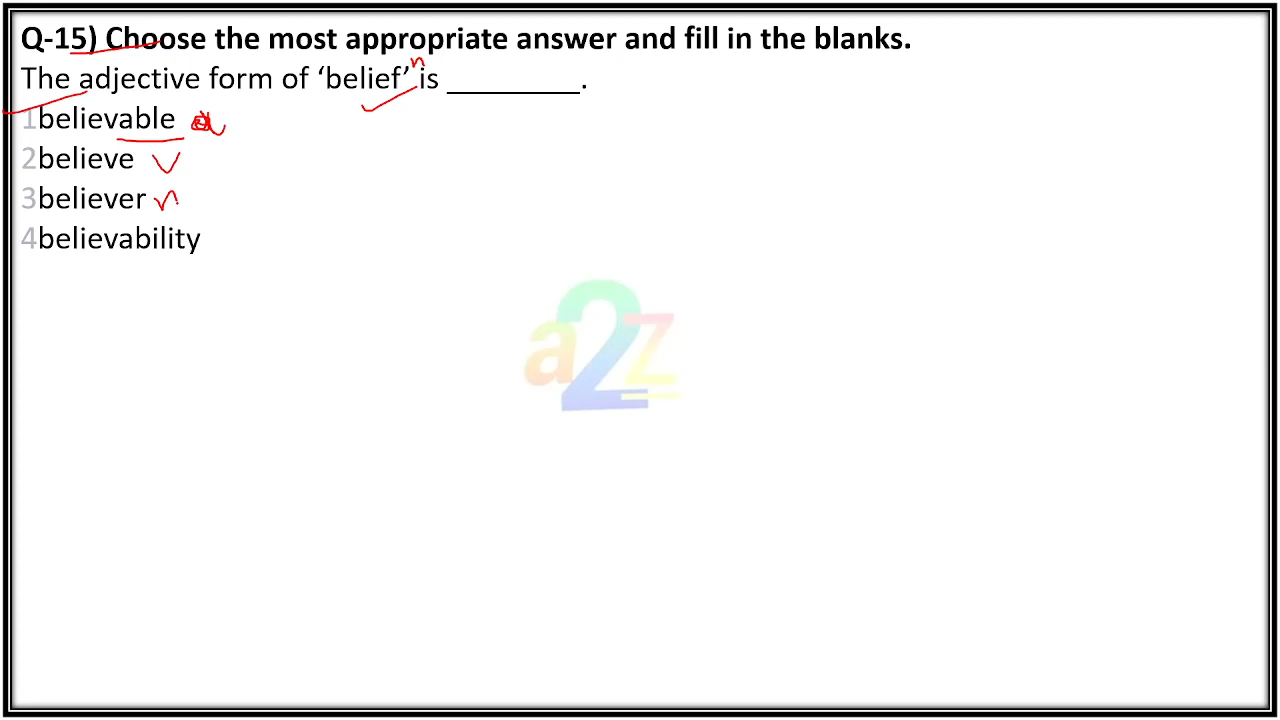 Q-15) Choose the most appropriate answer and fill in the blanks.
n
The adjective form of ‘belief’ is _________.
1believable a
2believe v
3believer n
4believability
a2z